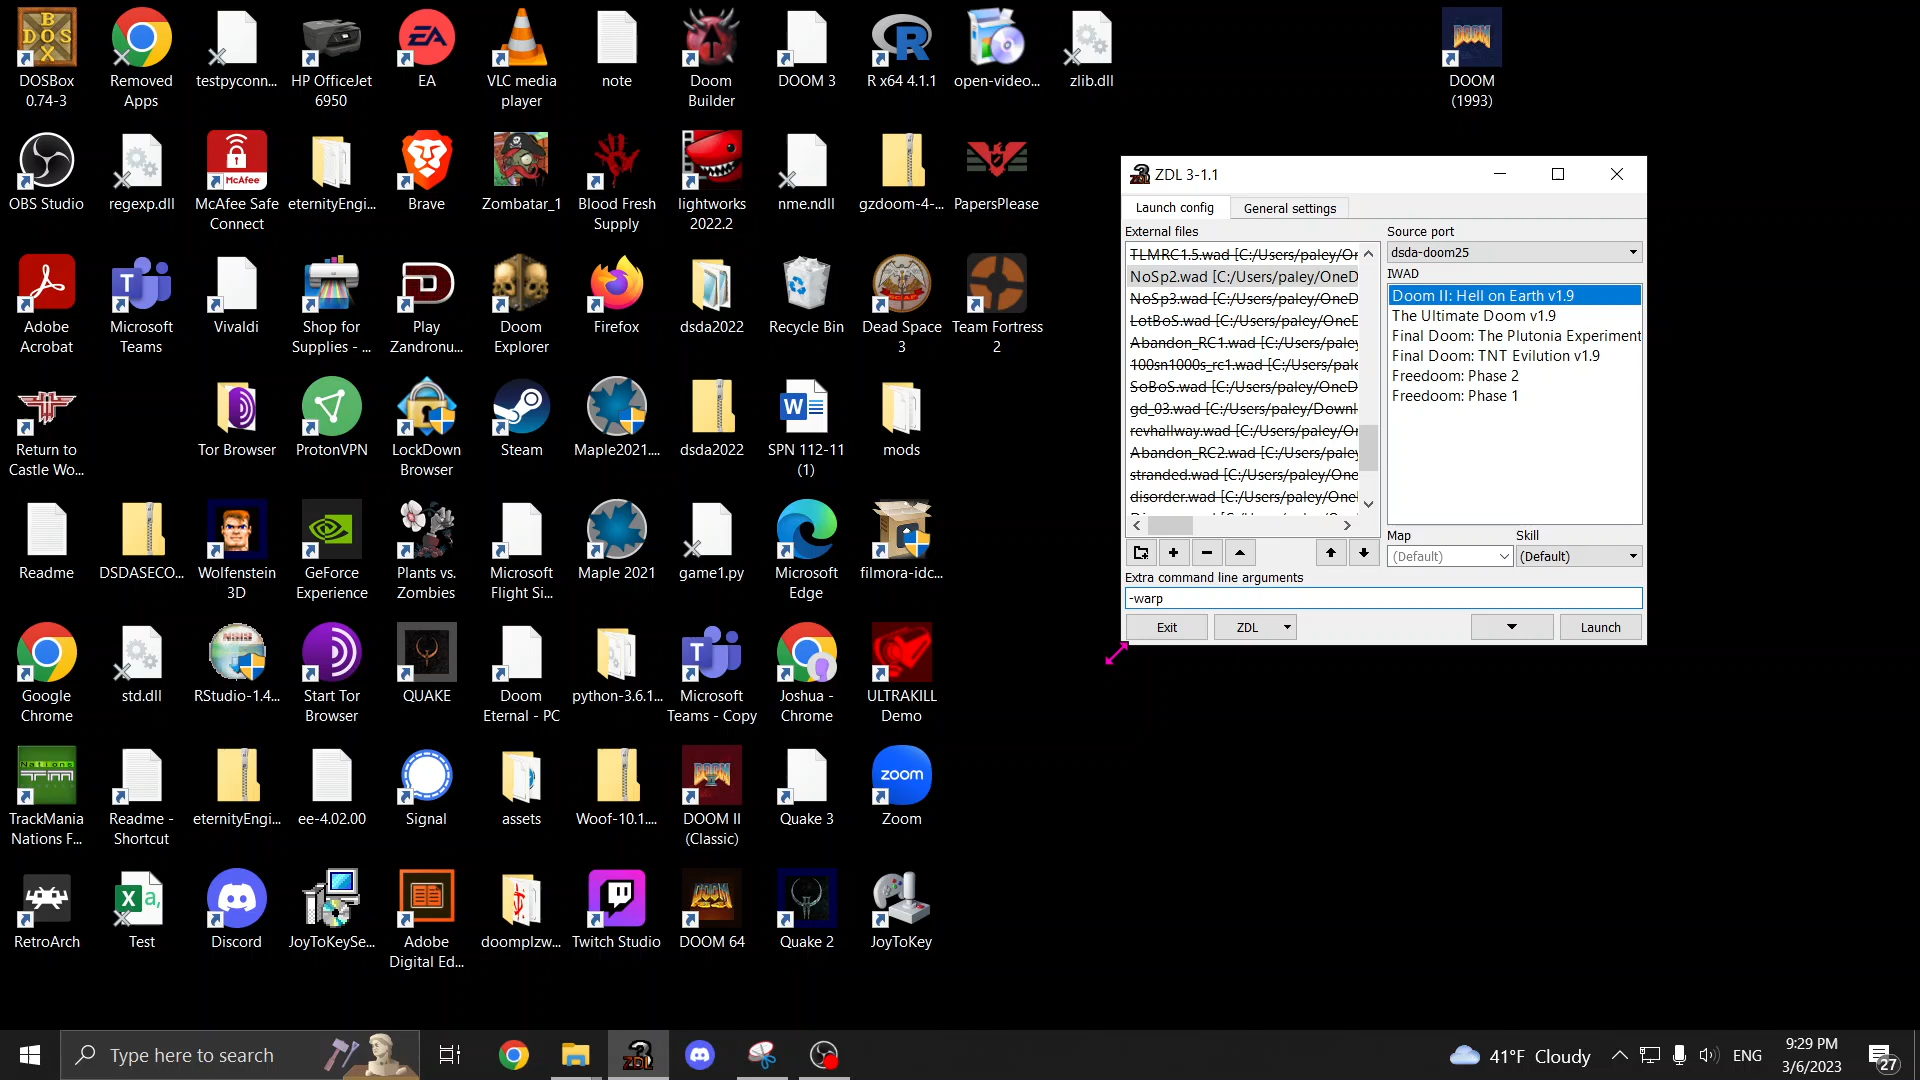 DOSBox
0.74-3
Removed
Apps
testpyconn...
HP OfficeJet
6950
EA
VLC media
player
note
Doom
Builder
DOOM 3
R x64 4.1.1
open-video...
zlib.dll
DOOM
(1993)
OBS Studio
regexp.dll
McAfee Safe
Connect
eternityEngi...
Brave
Zombatar_1
Blood Fresh
Supply
lightworks
2022.2
nme.ndll
gzdoom-4-...
PapersPlease
Adobe
Acrobat
Microsoft
Teams
Vivaldi
Shop for
Supplies - ...
Play
Zandronu...
Doom
Explorer
Firefox
dsda2022
Recycle Bin
Dead Space
3
Team Fortress
2
Return to
Castle Wo...
Tor Browser
ProtonVPN
LockDown
Browser
Steam
Maple2021....
dsda2022
SPN 112-11
(1)
mods
Readme
DSDASECO...
Wolfenstein
3D
GeForce
Experience
Plants vs.
Zombies
Microsoft
Flight Si...
Maple 2021
game1.py
Microsoft
Edge
filmora-idc...
Google
Chrome
std.dll
RStudio-1.4...
Start Tor
Browser
QUAKE
Doom
Eternal - PC
python-3.6.1...
Microsoft
Teams - Copy
Joshua -
Chrome
ULTRAKILL
Demo
TrackMania
Nations F...
Readme -
Shortcut
eternityEngi...
ee-4.02.00
Signal
assets
Woof-10.1....
DOOM II
(Classic)
Quake 3
Zoom
RetroArch
Test
Discord
JoyToKeySe...
Adobe
Digital Ed...
doomplzw...
Twitch Studio
DOOM 64
Quake 2
JoyToKey
ZDL 3-1.1
Launch config
General settings
External files
TLMRC1.5.wad [C:/Users/paley/Or
NoSp2.wad [C:/Users/paley/OneD
NoSp3.wad [C:/Users/paley/OneD
LotBoS.wad [C:/Users/paley/OneD
Abandon_RC1.wad [C:/Users/paley
100sn1000s_rc1.wad [C:/Users/pale
SoBoS.wad [C:/Users/paley/OneD
gd_03.wad [C:/Users/paley/Downl
revhallway.wad [C:/Users/paley/Or
Abandon_RC2.wad [C:/Users/paley
stranded.wad [C:/Users/paley/One
disorder.wad [C:/Users/paley/One
Source port
dsda-doom25
IWAD
Doom II: Hell on Earth v1.9
The Ultimate Doom v1.9
Final Doom: The Plutonia Experiment
Final Doom: TNT Evilution v1.9
Freedoom: Phase 2
Freedoom: Phase 1
Map
Skill
(Default)
(Default)
Extra command line arguments
-warp
Exit
ZDL
Launch
Type here to search
41°F Cloudy
ENG
9:29 PM
3/6/2023
27